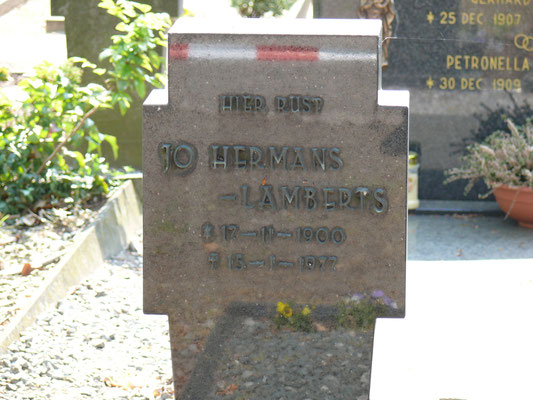 HIER RUST
JO HERMANS
-LAMBERTS
* 17-11-1900
† 15-1-1977
25 DEC 1907
PETRONELLA
30 DEC 1909